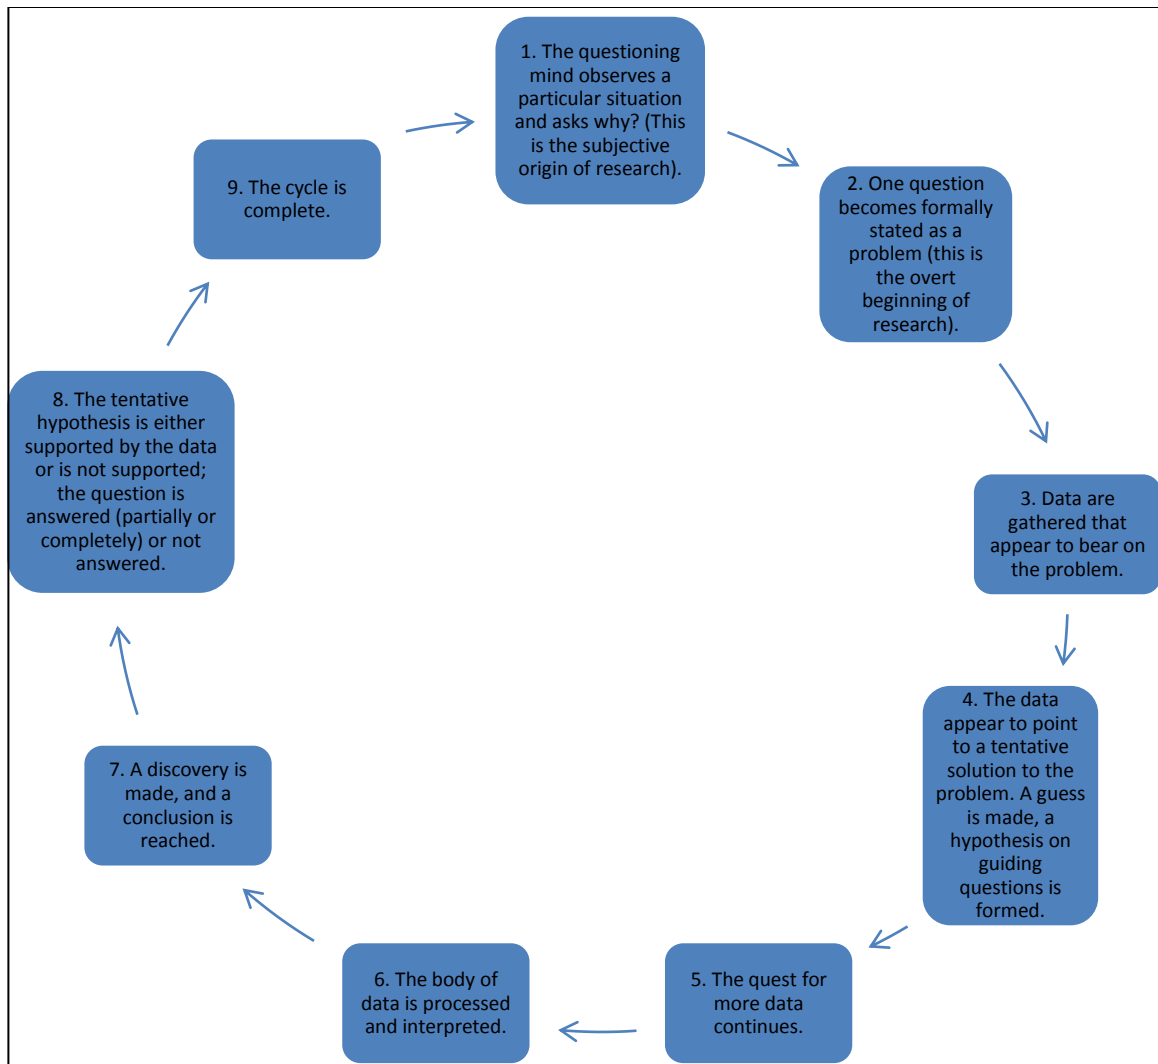 1. The questioning
mind observes a
particular situation
and asks why? (This
is the subjective
origin of research).
2. One question
becomes formally
stated as a
problem (this is
the overt
beginning of
research).
3. Data are
gathered that
appear to bear on
the problem.
4. The data
appear to point
to a tentative
solution to the
problem. A guess
is made, a
hypothesis on
guiding
questions is
formed.
5. The quest for
more data
continues.
6. The body of
data is processed
and interpreted.
7. A discovery is
made, and a
conclusion is
reached.
8. The tentative
hypothesis is either
supported by the data
or is not supported;
the question is
answered (partially or
completely) or not
answered.
9. The cycle is
complete.